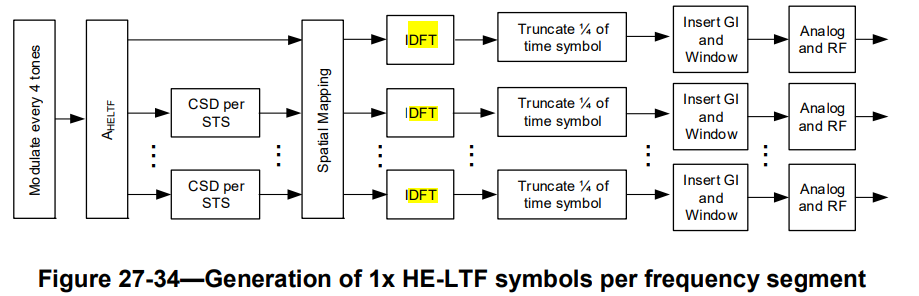 Modulate every 4 tones
A_HELTF
CSD per
STS
CSD per
STS
Spatial Mapping
IDFT
IDFT
IDFT
Truncate ¼ of
time symbol
Truncate ¼ of
time symbol
Truncate ¼ of
time symbol
Insert GI
and
Window
Insert GI
and
Window
Insert GI
and
Window
Analog
and RF
Analog
and RF
Analog
and RF
Figure 27-34—Generation of 1x HE-LTF symbols per frequency segment